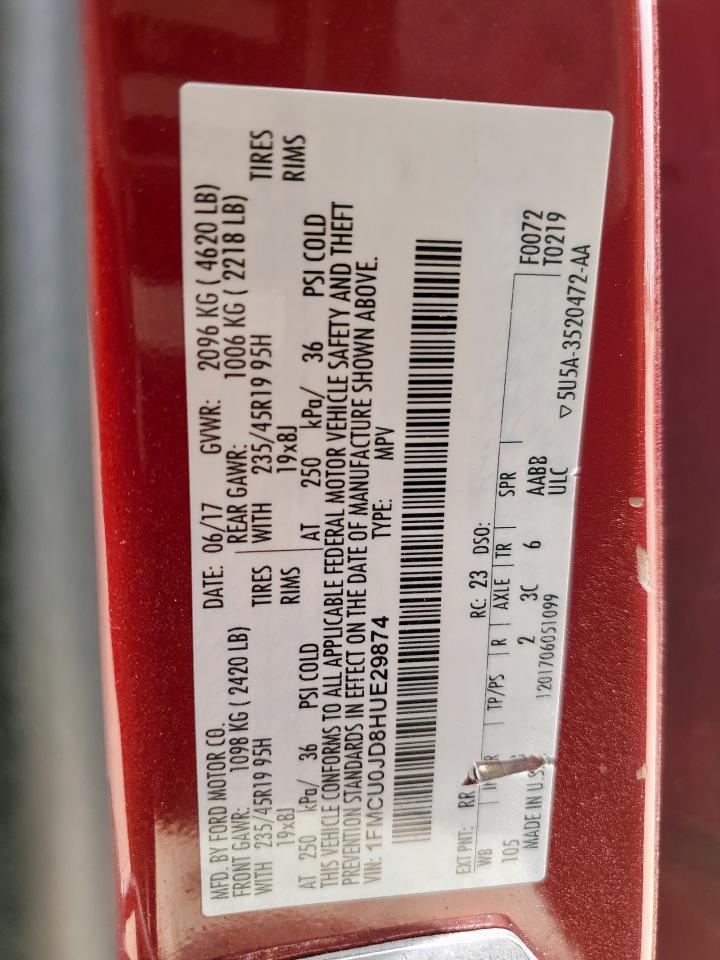 MFD. BY FORD MOTOR CO. DATE: 06/17 GVWR: 2096 KG ( 4620 LB)
FRONT GAWR: 1098 KG ( 2420 LB) REAR GAWR: 1006 KG ( 2218 LB)
WITH 235/45R19 95H TIRES WITH 235/45R19 95H TIRES
19x8J RIMS 19x8J RIMS
AT 250 kPa/ 36 PSI COLD AT 250 kPa/ 36 PSI COLD
THIS VEHICLE CONFORMS TO ALL APPLICABLE FEDERAL MOTOR VEHICLE SAFETY AND THEFT
PREVENTION STANDARDS IN EFFECT ON THE DATE OF MANUFACTURE SHOWN ABOVE.
VIN: 1FMCU0JD8HUE29874 TYPE: MPV
EXT PNT: RR RC: 23 DSO:
WB TP/PS R AXLE TR SPR F0072
105 2 3C 6 AABB T0219
MADE IN U.S. 1201706051099 ULC ▽5U5A-3520472-AA